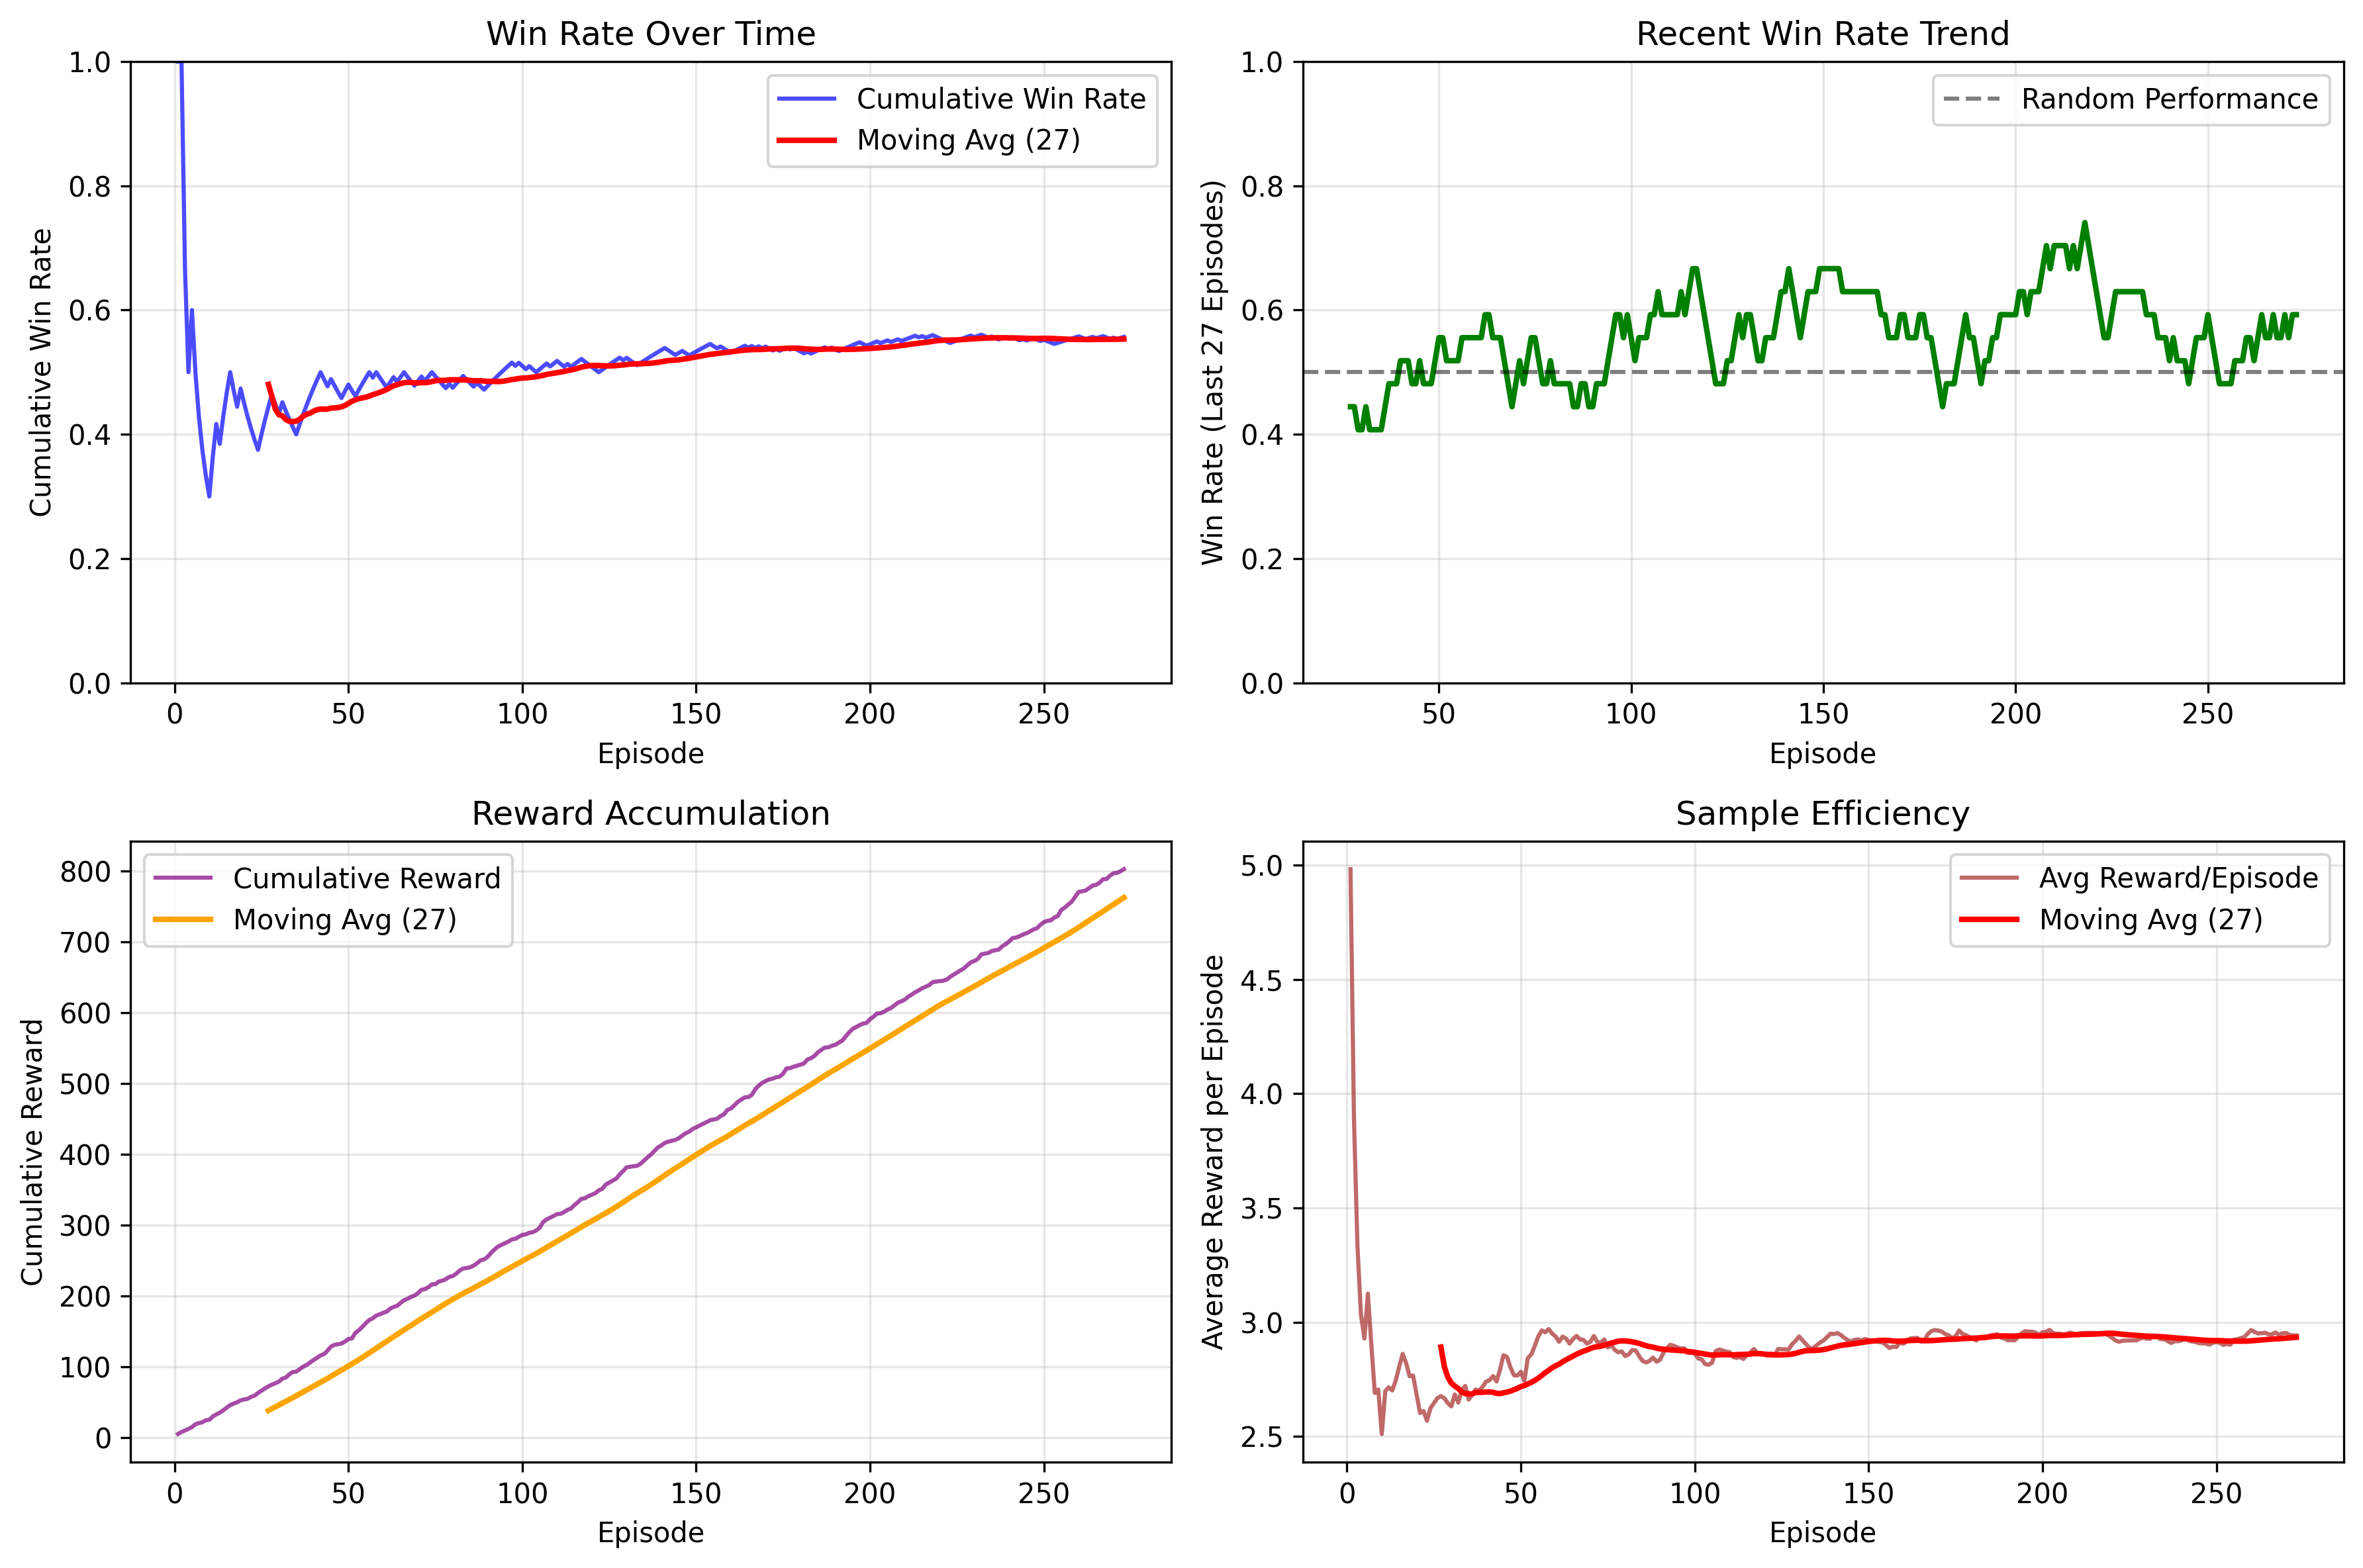 Win Rate Over Time
Cumulative Win Rate
1.0
0.8
0.6
0.4
0.2
0.0
Cumulative Win Rate
Moving Avg (27)
0
50
100
150
200
250
Episode
Recent Win Rate Trend
Win Rate (Last 27 Episodes)
1.0
0.8
0.6
0.4
0.2
0.0
Random Performance
50
100
150
200
250
Episode
Reward Accumulation
Cumulative Reward
800
700
600
500
400
300
200
100
0
Cumulative Reward
Moving Avg (27)
0
50
100
150
200
250
Episode
Sample Efficiency
Average Reward per Episode
5.0
4.5
4.0
3.5
3.0
2.5
Avg Reward/Episode
Moving Avg (27)
0
50
100
150
200
250
Episode